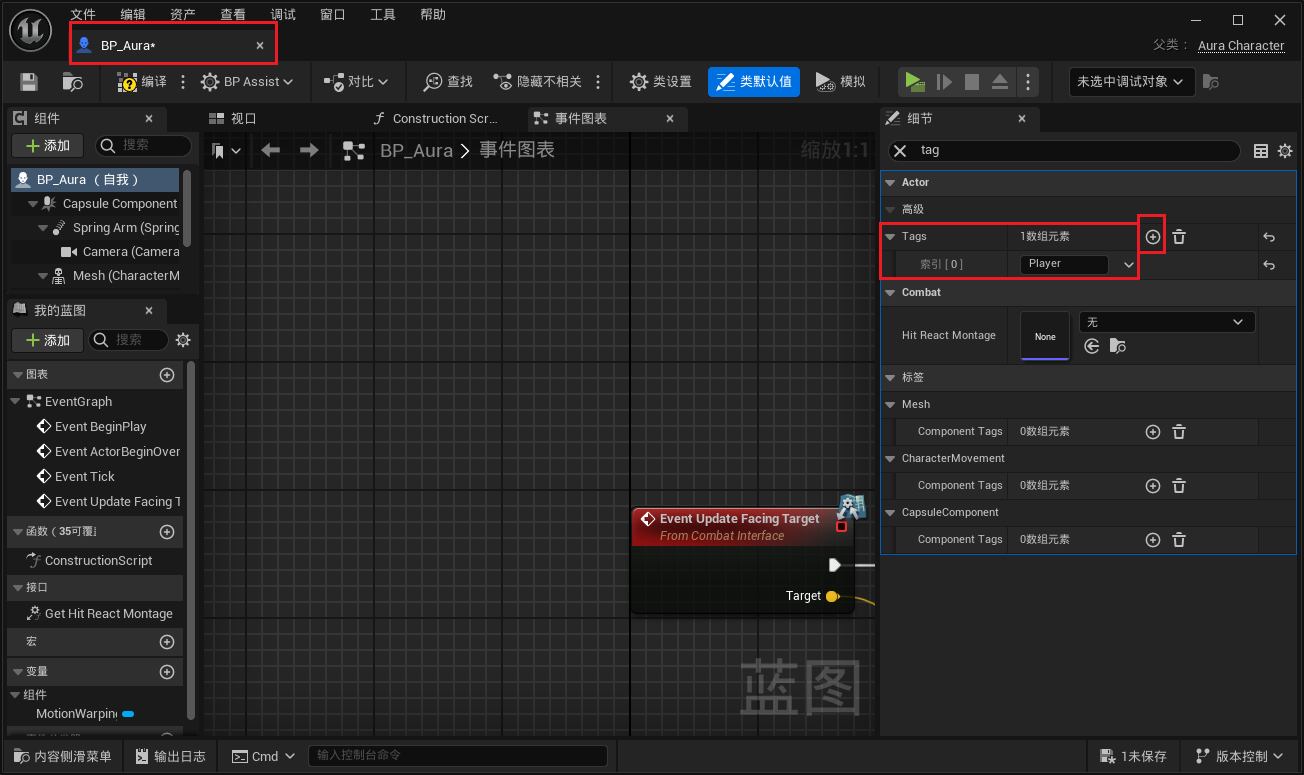 文件 编辑 资产 查看 调试 窗口 工具 帮助
BP_Aura*
父类： Aura Character
编译 BP Assist 对比 查找 隐藏不相关 类设置 类默认值 模拟 未选中调试对象
组件
添加 搜索
BP_Aura （自我）
Capsule Component
Spring Arm (Spring
Camera (Camera
Mesh (CharacterM
我的蓝图
添加 搜索
图表
EventGraph
Event BeginPlay
Event ActorBeginOver
Event Tick
Event Update Facing T
函数（35可覆
ConstructionScript
接口
Get Hit React Montage
宏
变量
组件
MotionWarpin
视口 Construction Scr... 事件图表
BP_Aura > 事件图表 缩放1:1
Event Update Facing Target
From Combat Interface
Target
蓝图
细节
tag
Actor
高级
Tags 1数组元素
索引 [ 0 ] Player
Combat
Hit React Montage None 无
标签
Mesh
Component Tags 0数组元素
CharacterMovement
Component Tags 0数组元素
CapsuleComponent
Component Tags 0数组元素
内容侧滑菜单 输出日志 Cmd 输入控制台命令 1未保存 版本控制